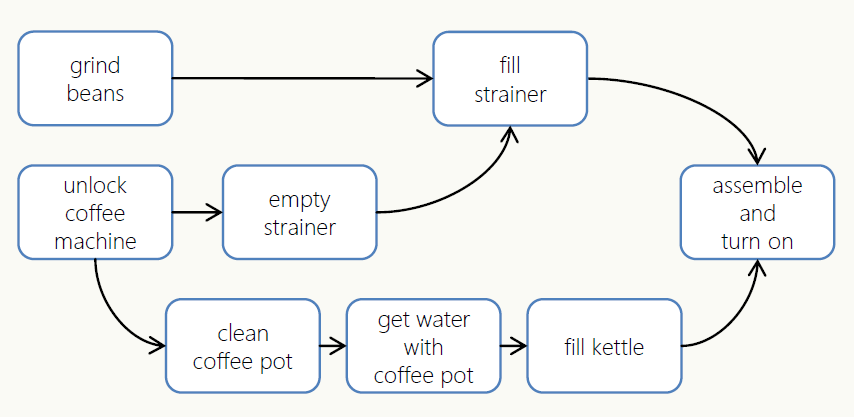 grind
beans
fill
strainer
unlock
coffee
machine
empty
strainer
assemble
and
turn on
clean
coffee pot
get water
with
coffee pot
fill kettle